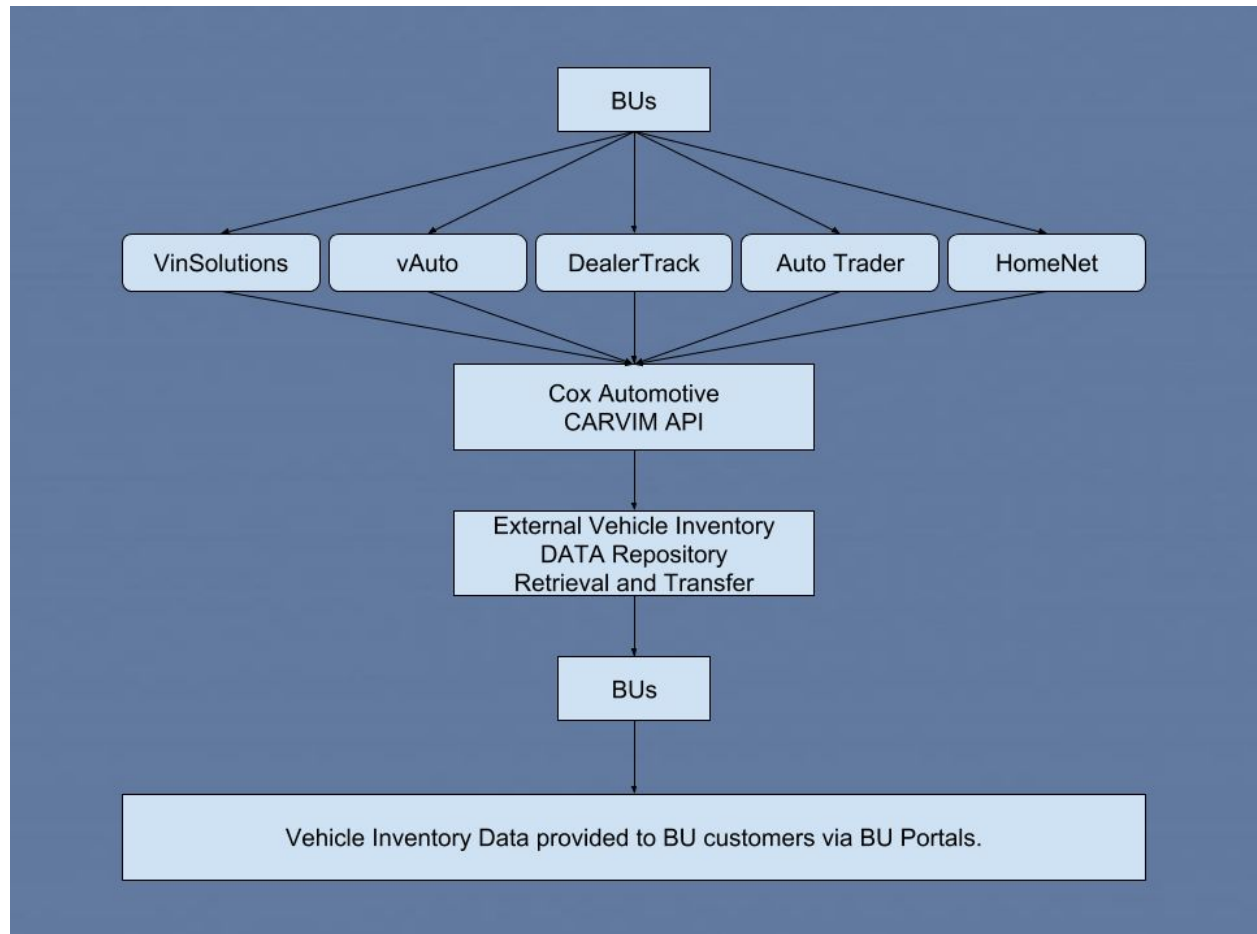 BUs
VinSolutions
vAuto
DealerTrack
Auto Trader
HomeNet
Cox Automotive
CARVIM API
External Vehicle Inventory
DATA Repository
Retrieval and Transfer
BUs
Vehicle Inventory Data provided to BU customers via BU Portals.